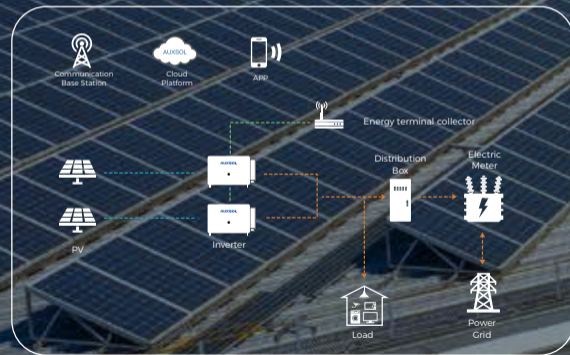 Communication
Base Station
AUXSOL
Cloud
Platform
APP
Energy terminal collector
AUXSOL
Distribution
Box
Electric
Meter
AUXSOL
PV
Inverter
Load
Power
Grid